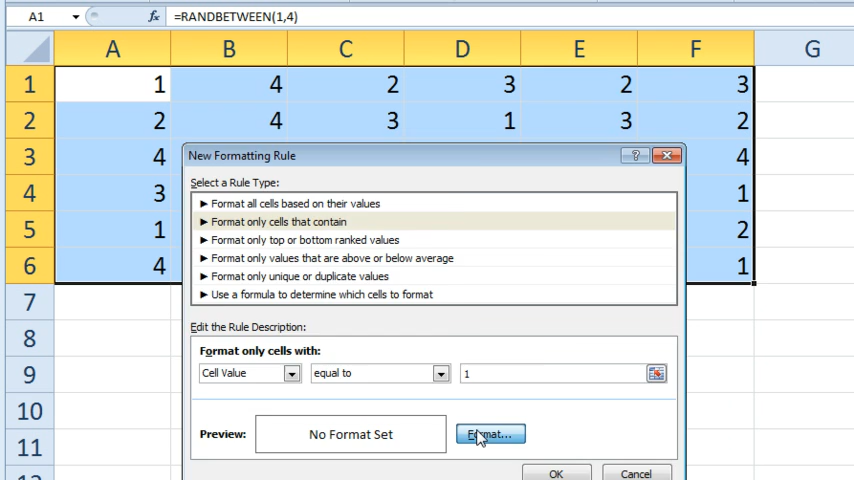 A1 fx =RANDBETWEEN(1,4)
A B C D E F G
1 1 4 2 3 2 3
2 2 4 3 1 3 2
3 4 4
4 3 1
5 1 2
6 4 1
7
8
9
10
11
12
New Formatting Rule ?
Select a Rule Type:
► Format all cells based on their values
► Format only cells that contain
► Format only top or bottom ranked values
► Format only values that are above or below average
► Format only unique or duplicate values
► Use a formula to determine which cells to format
Edit the Rule Description:
Format only cells with:
Cell Value equal to 1
Preview: No Format Set Format...
OK Cancel